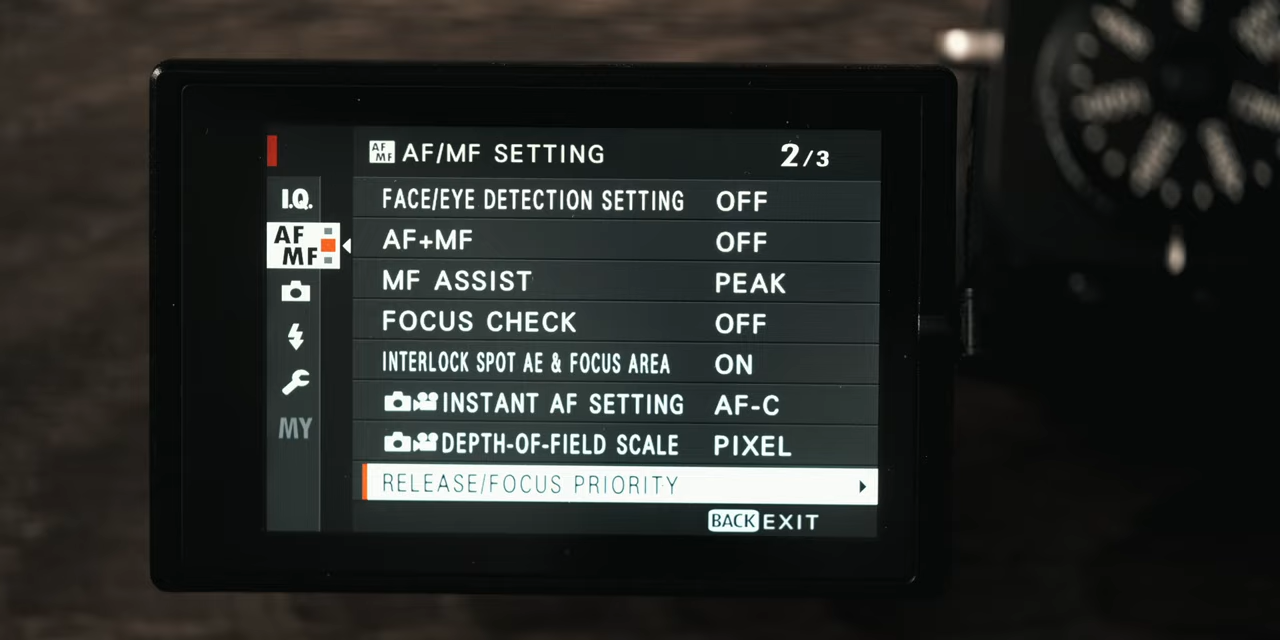 AF MF AF/MF SETTING 2/3
I.Q. FACE/EYE DETECTION SETTING OFF
AF MF AF+MF OFF
MF ASSIST PEAK
FOCUS CHECK OFF
INTERLOCK SPOT AE & FOCUS AREA ON
INSTANT AF SETTING AF-C
MY DEPTH-OF-FIELD SCALE PIXEL
RELEASE/FOCUS PRIORITY
BACK EXIT